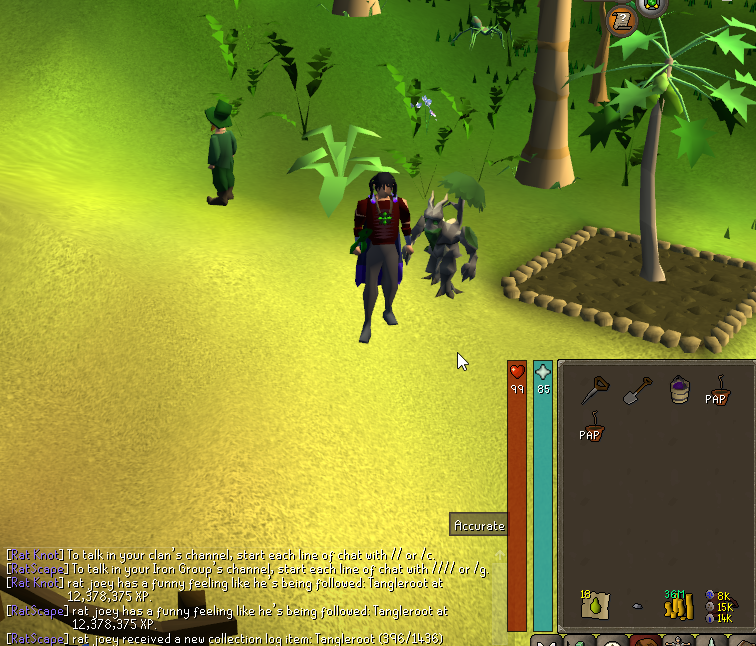 99
85
PAP
PAP
Accurate
[Rat Knot] To talk in your clan's channel, start each line of chat with // or /c.
[RatScape] To talk in your Iron Group's channel, start each line of chat with //// or /g.
[Rat Knot] rat joey has a funny feeling like he's being followed: Tangleroot at
12,378,375 XP.
[RatScape] rat joey has a funny feeling like he's being followed: Tangleroot at
12,378,375 XP.
[RatScape] rat joey received a new collection log item: Tangleroot (396/1436)
18
36M
8K
15K
14K